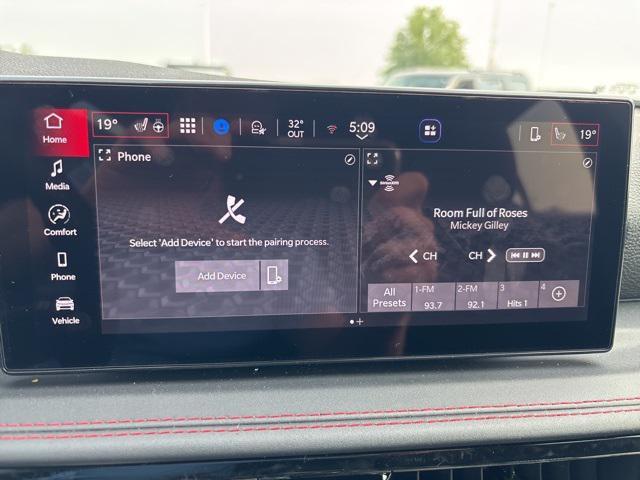 Home
19°
32°
OUT
5:09
19°
Media
Comfort
Phone
Vehicle
Phone
Select 'Add Device' to start the pairing process.
Add Device
SiriusXM
Room Full of Roses
Mickey Gilley
CH
CH
All
Presets
1-FM
93.7
2-FM
92.1
3
Hits 1
4